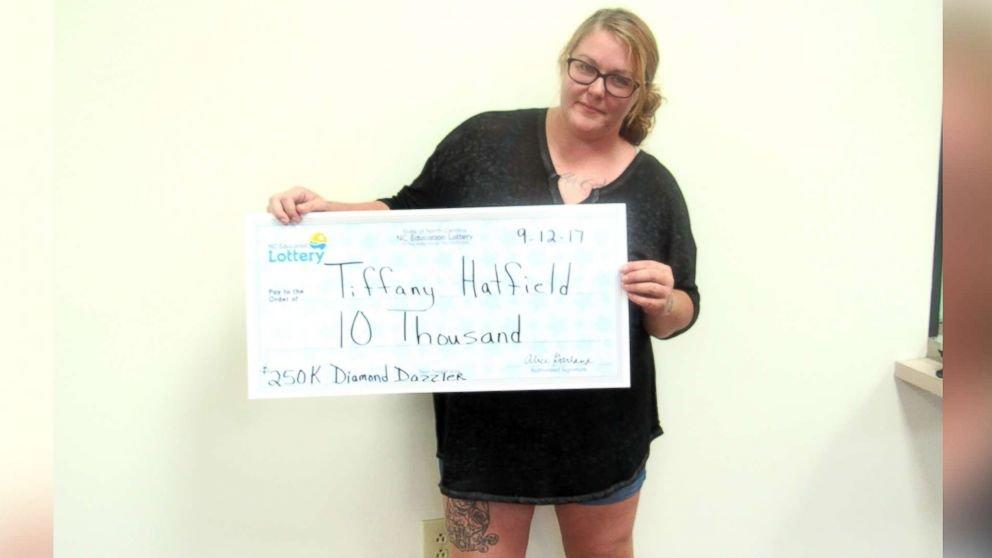 NC Education
Lottery
State of North Carolina
NC Education Lottery
9-12-17
Pay to the
Order of
Tiffany Hatfield
10 Thousand
$250K Diamond Dazzler
Authorized Signature